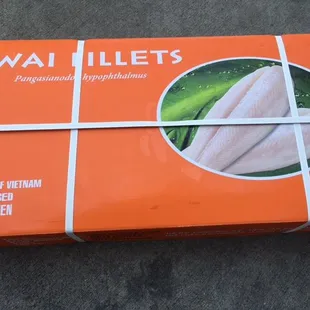 WAI FILLETS
Pangasianodon hypophthalmus
F VIETNAM